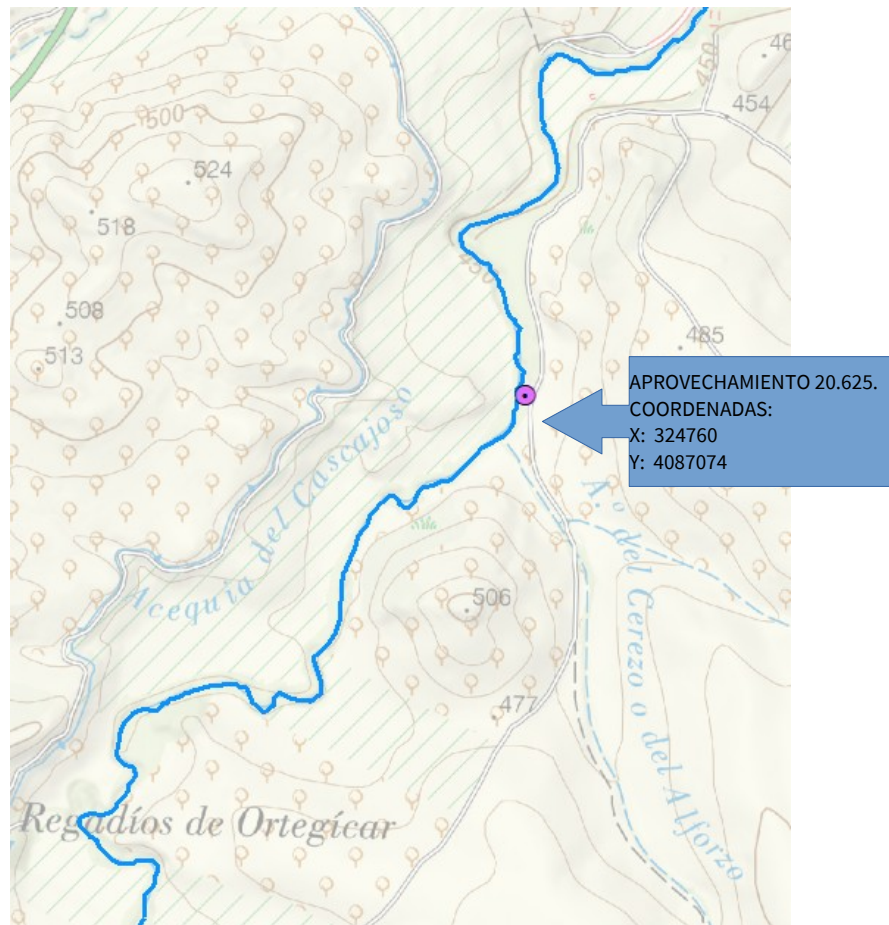 450
46
454
500
524
518
450
508
513
485
APROVECHAMIENTO 20.625.
COORDENADAS:
X: 324760
Y: 4087074
Acequia del Cascajoso
A.º del Cerezo o del Alforzo
506
477
Regadíos de Ortegícar